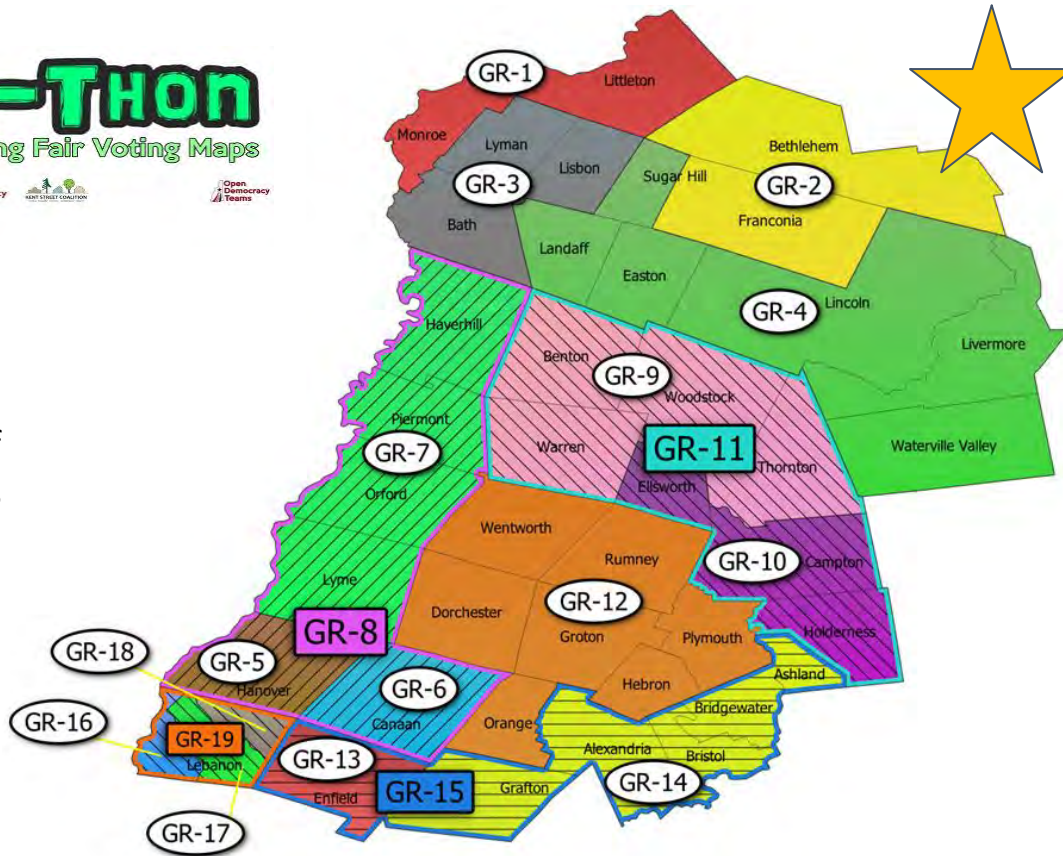 -THON
ng Fair Voting Maps
KENT STREET COALITION
Open
Democracy
Teams
GR-1
Littleton
Monroe
Lyman
Lisbon
GR-3
Bath
Sugar Hill
Bethlehem
GR-2
Franconia
Landaff
Easton
GR-4
Lincoln
Livermore
Waterville Valley
Haverhill
Piermont
GR-7
Orford
Lyme
Benton
GR-9
Woodstock
Warren
GR-11
Thornton
Ellsworth
GR-10
Campton
Holderness
Wentworth
Rumney
Dorchester
GR-12
Groton
Plymouth
Hebron
Orange
GR-8
GR-5
Hanover
GR-6
Canaan
GR-18
GR-16
GR-19
Lebanon
GR-17
GR-13
Enfield
GR-15
Grafton
Ashland
Bridgewater
Alexandria
Bristol
GR-14